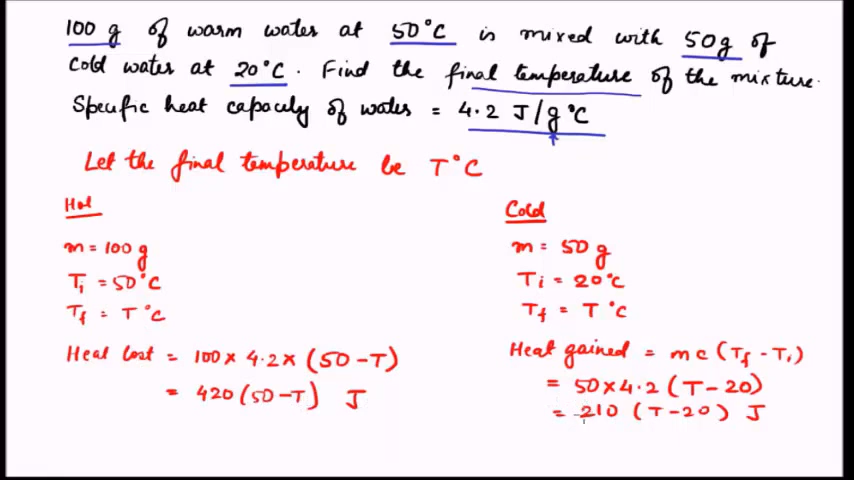 100 g of warm water at 50°C is mixed with 50g of
cold water at 20°C. Find the final temperature of the mixture.
Specific heat capacity of water = 4.2 J/g°C
Let the final temperature be T°C
Hot
m = 100 g
Ti = 50°C
Tf = T°C
Heat lost = 100 × 4.2 × (50 - T)
= 420 (50 - T) J
Cold
m = 50 g
Ti = 20°C
Tf = T°C
Heat gained = mc (Tf - Ti)
= 50 × 4.2 (T - 20)
= 210 (T - 20) J